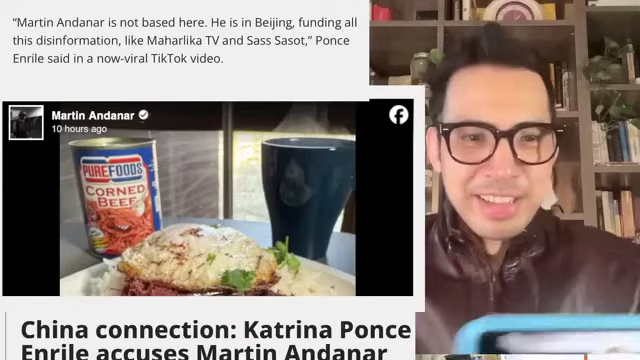 “Martin Andanar is not based here. He is in Beijing, funding all
this disinformation, like Maharlika TV and Sass Sasot,” Ponce
Enrile said in a now-viral TikTok video.
Martin Andanar
10 hours ago
PUREFOODS
CORNED
BEEF
China connection: Katrina Ponce
Enrile accuses Martin Andanar